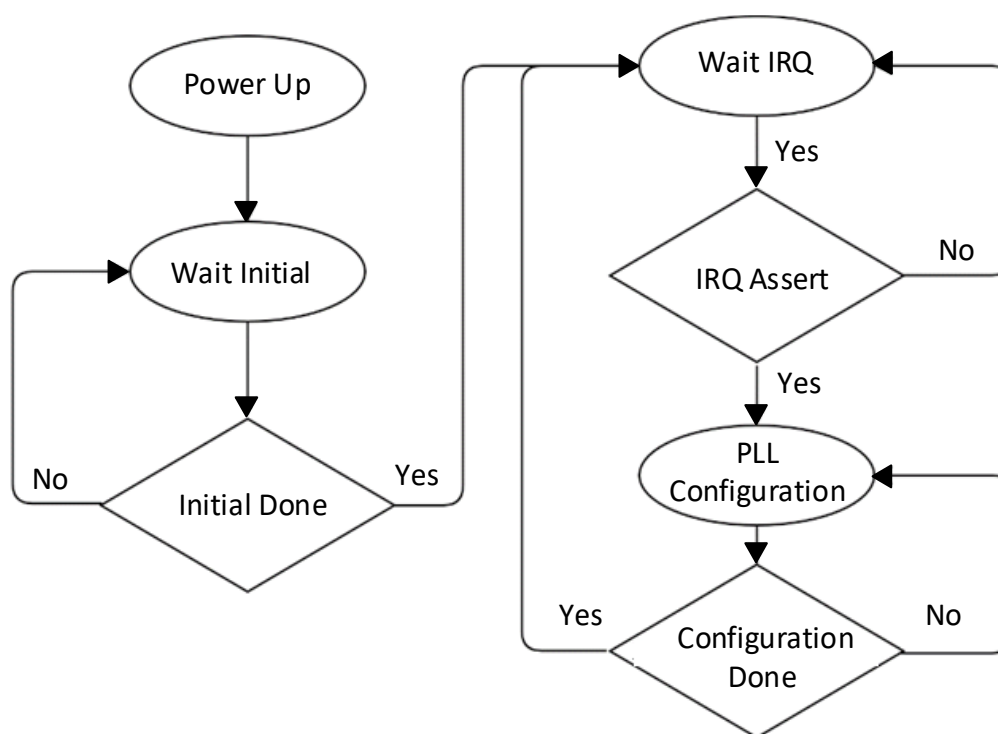 Power Up
Wait Initial
No
Initial Done
Yes
Wait IRQ
Yes
IRQ Assert
No
Yes
PLL
Configuration
Yes
Configuration
Done
No